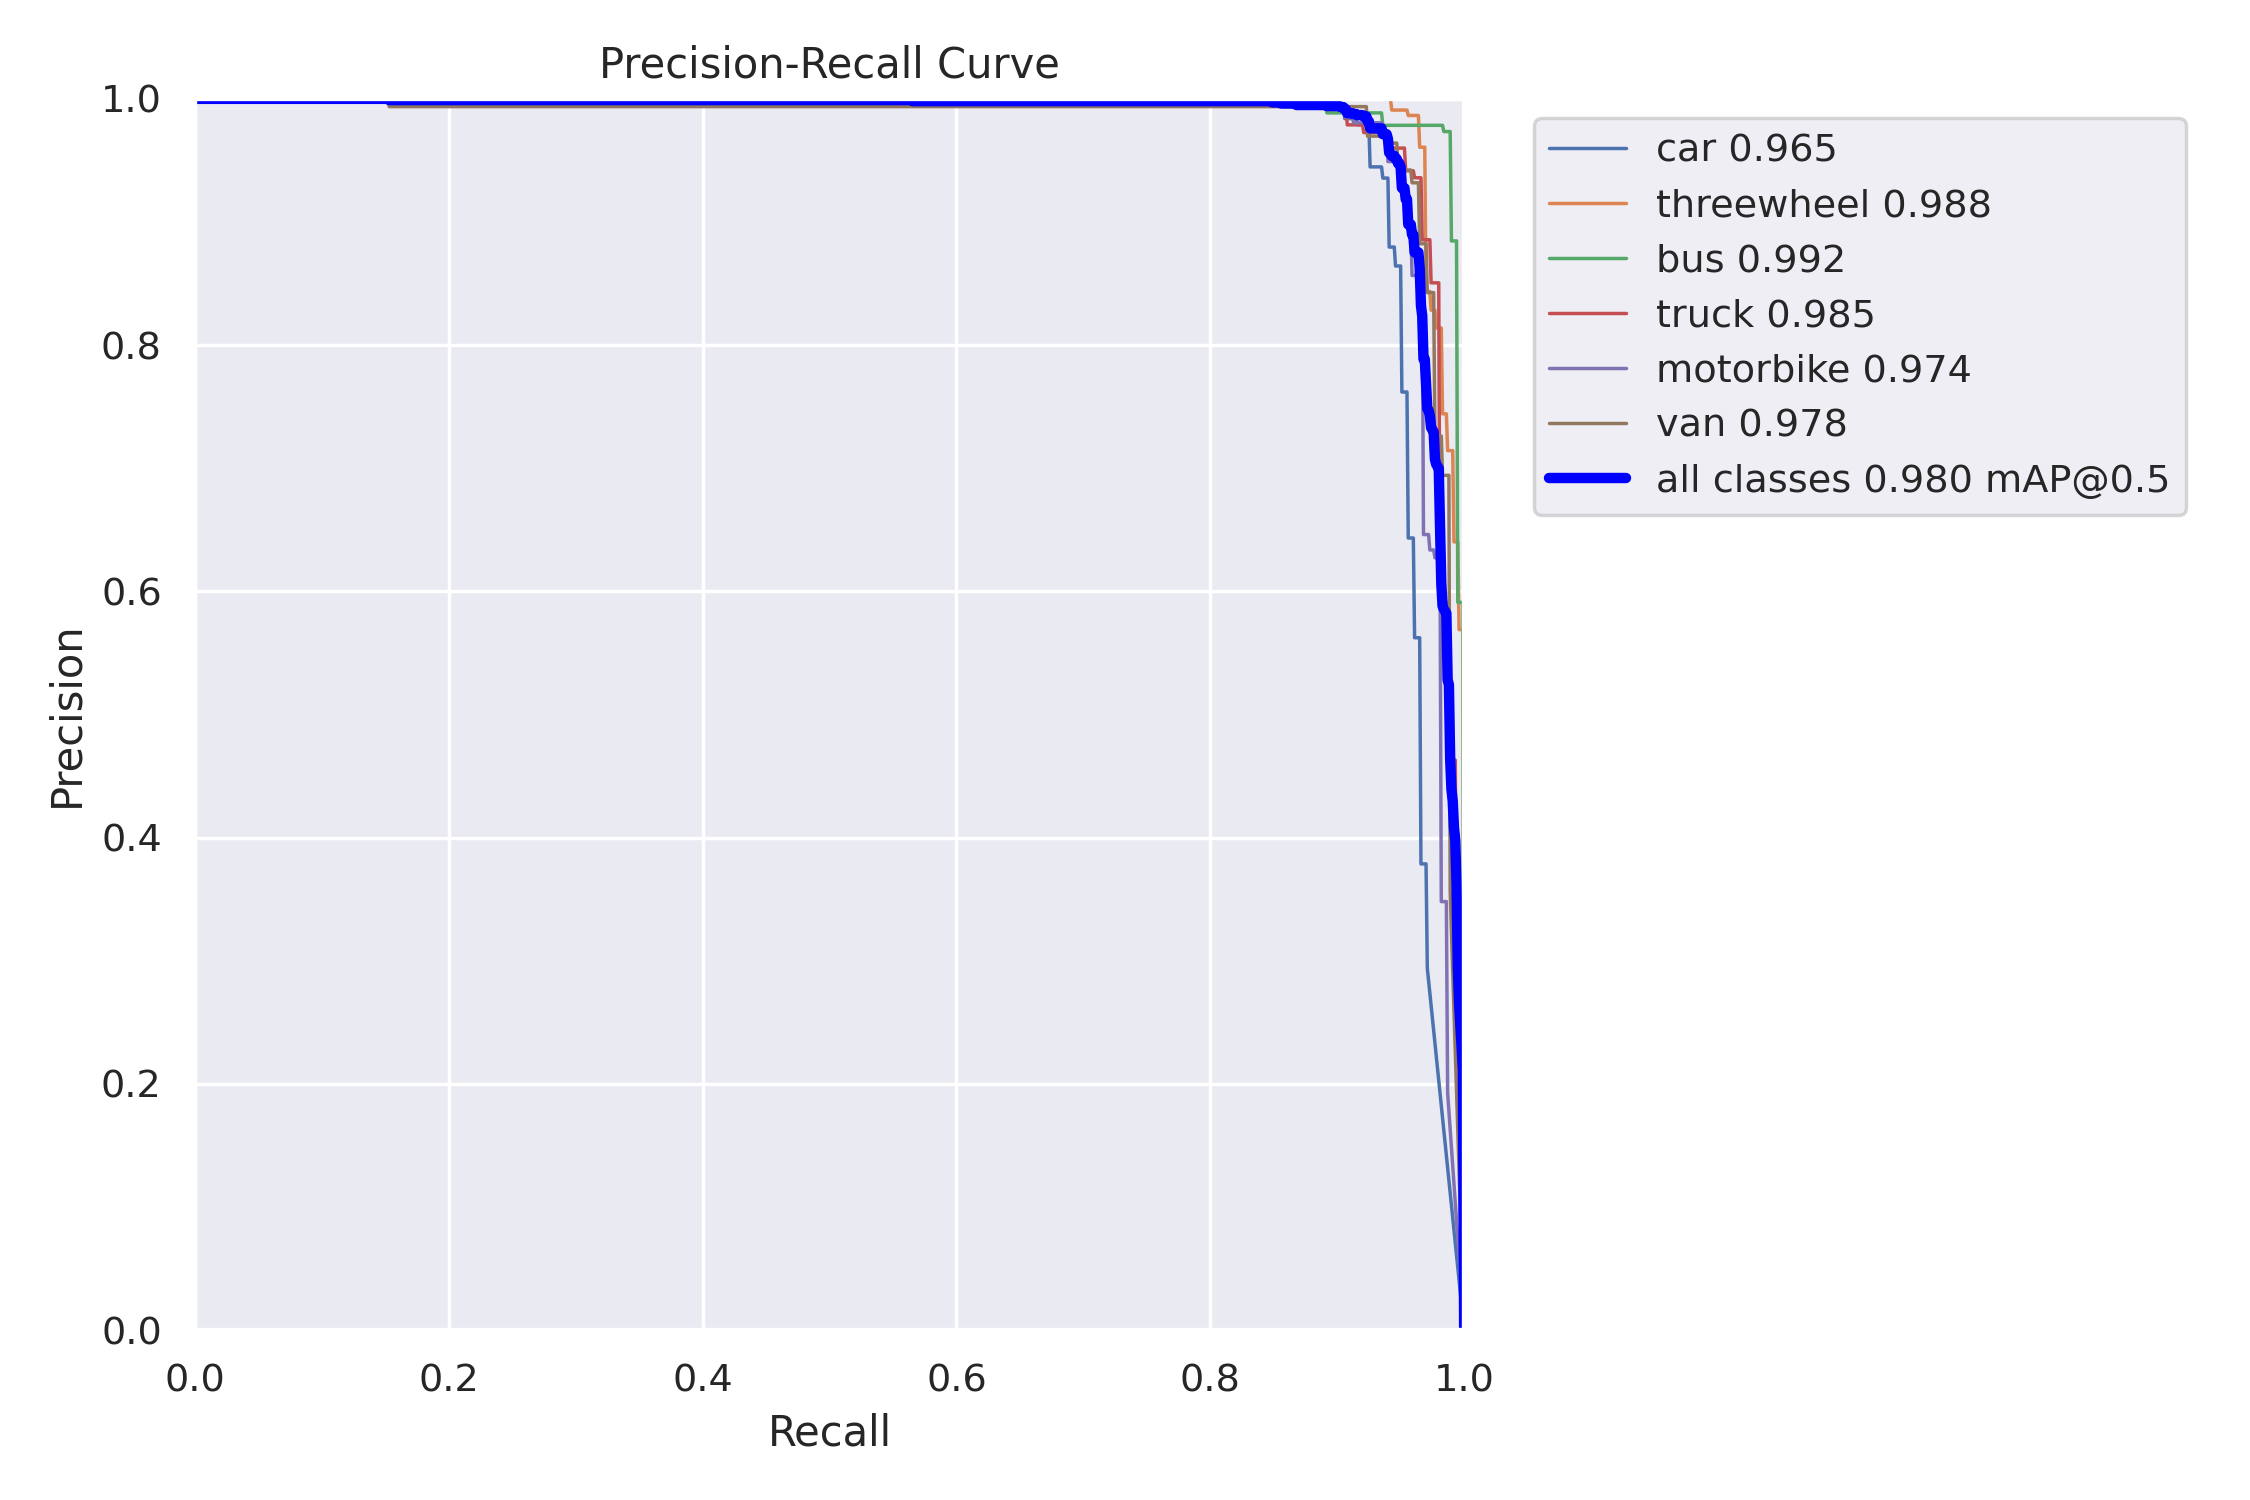 Precision-Recall Curve
1.0
0.8
0.6
0.4
0.2
0.0
Precision
0.0 0.2 0.4 0.6 0.8 1.0
Recall
car 0.965
threewheel 0.988
bus 0.992
truck 0.985
motorbike 0.974
van 0.978
all classes 0.980 mAP@0.5